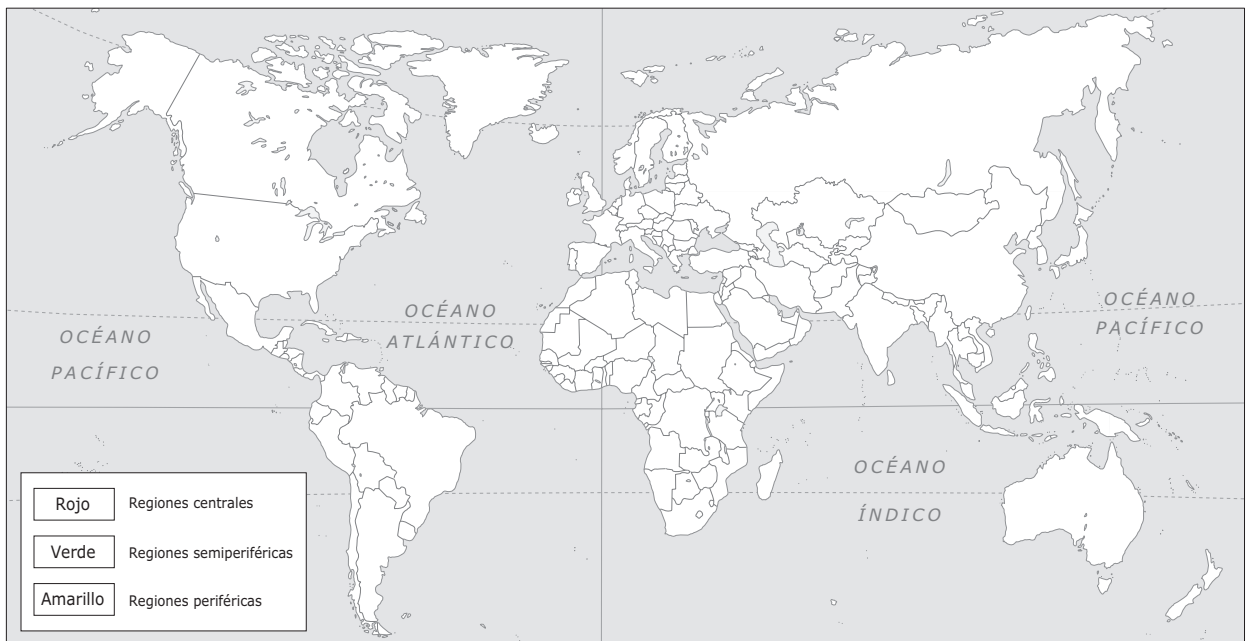 OCÉANO
PACÍFICO
OCÉANO
ATLÁNTICO
OCÉANO
PACÍFICO
OCÉANO
ÍNDICO
Rojo Regiones centrales
Verde Regiones semiperiféricas
Amarillo Regiones periféricas